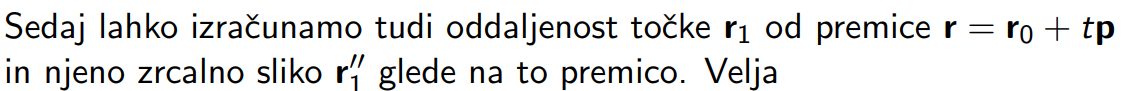 Sedaj lahko izračunamo tudi oddaljenost točke r₁ od premice r = r₀ + tp
in njeno zrcalno sliko r₁″ glede na to premico. Velja